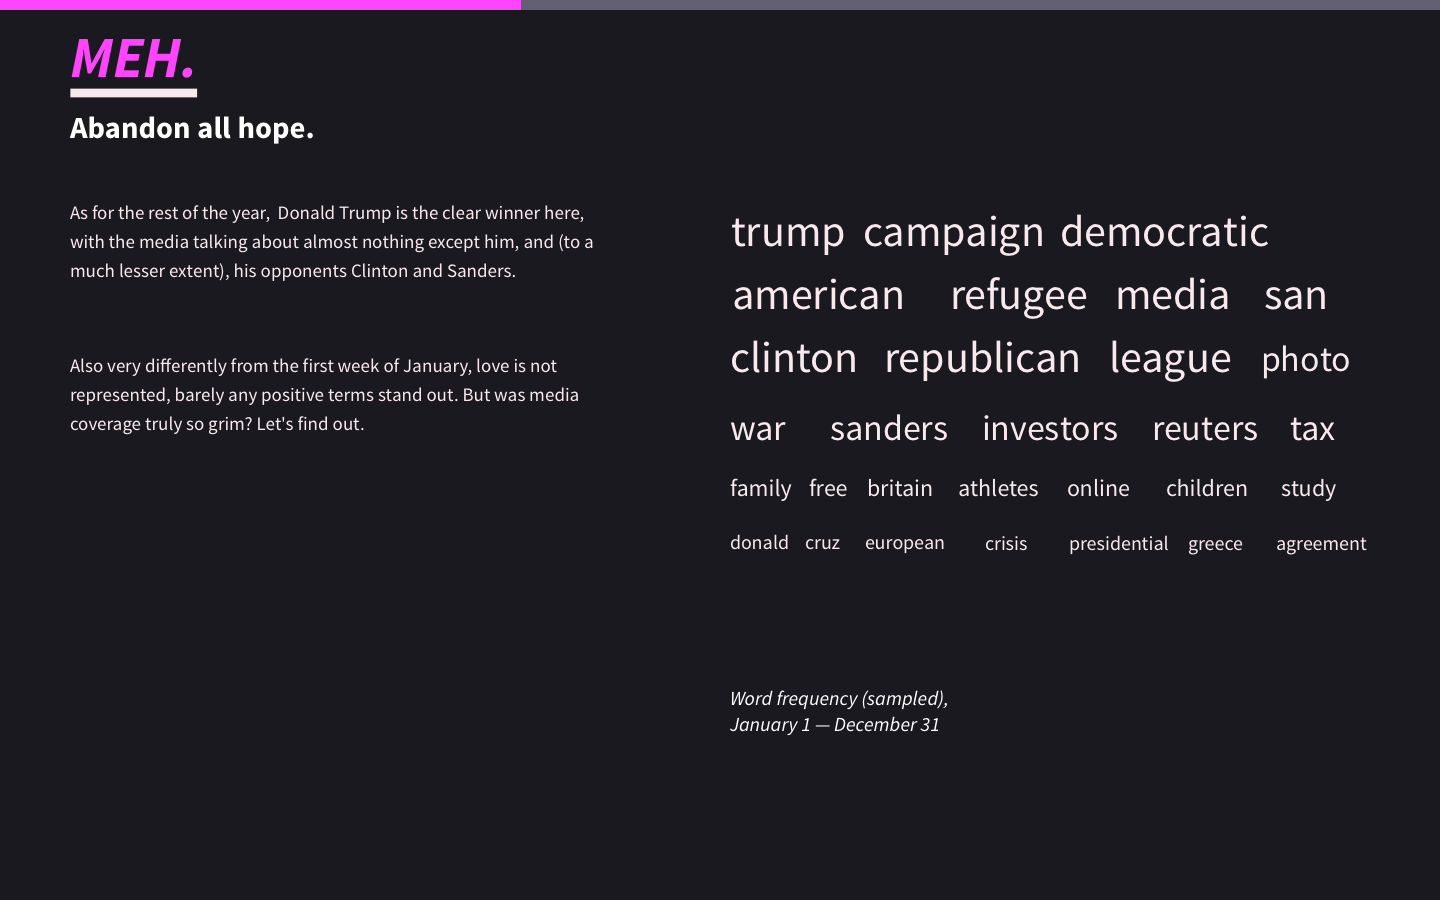 MEH.
Abandon all hope.
As for the rest of the year,  Donald Trump is the clear winner here,
with the media talking about almost nothing except him, and (to a
much lesser extent), his opponents Clinton and Sanders.
Also very differently from the first week of January, love is not
represented, barely any positive terms stand out. But was media
coverage truly so grim? Let's find out.
trump campaign democratic
american refugee media san
clinton republican league photo
war sanders investors reuters tax
family free britain athletes online children study
donald cruz european crisis presidential greece agreement
Word frequency (sampled),
January 1 — December 31